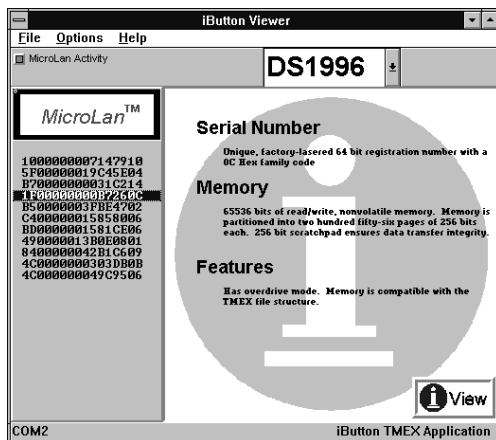 iButton Viewer
File Options Help
MicroLan Activity
DS1996
MicroLan™
1000000007147910
5F00000019C45E04
B70000000031C214
1F00000000B7260C
B50000003FBE4702
C400000015858006
BD0000001581CE06
490000013B0E0801
840000042B1C609
4C0000000303DB0B
4C000000049C9506
Serial Number
Unique, factory-lasered 64 bit registration number with a
0C Hex family code
Memory
65536 bits of read/write, nonvolatile memory. Memory is
partitioned into two hundred fifty-six pages of 256 bits
each. 256 bit scratchpad ensures data transfer integrity.
Features
Has overdrive mode. Memory is compatible with the
TMEX file structure.
View
COM2
iButton TMEX Application